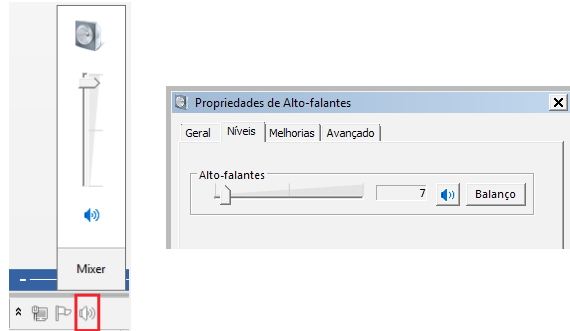 Mixer
Propriedades de Alto-falantes
Geral Níveis Melhorias Avançado
Alto-falantes
7 Balanço